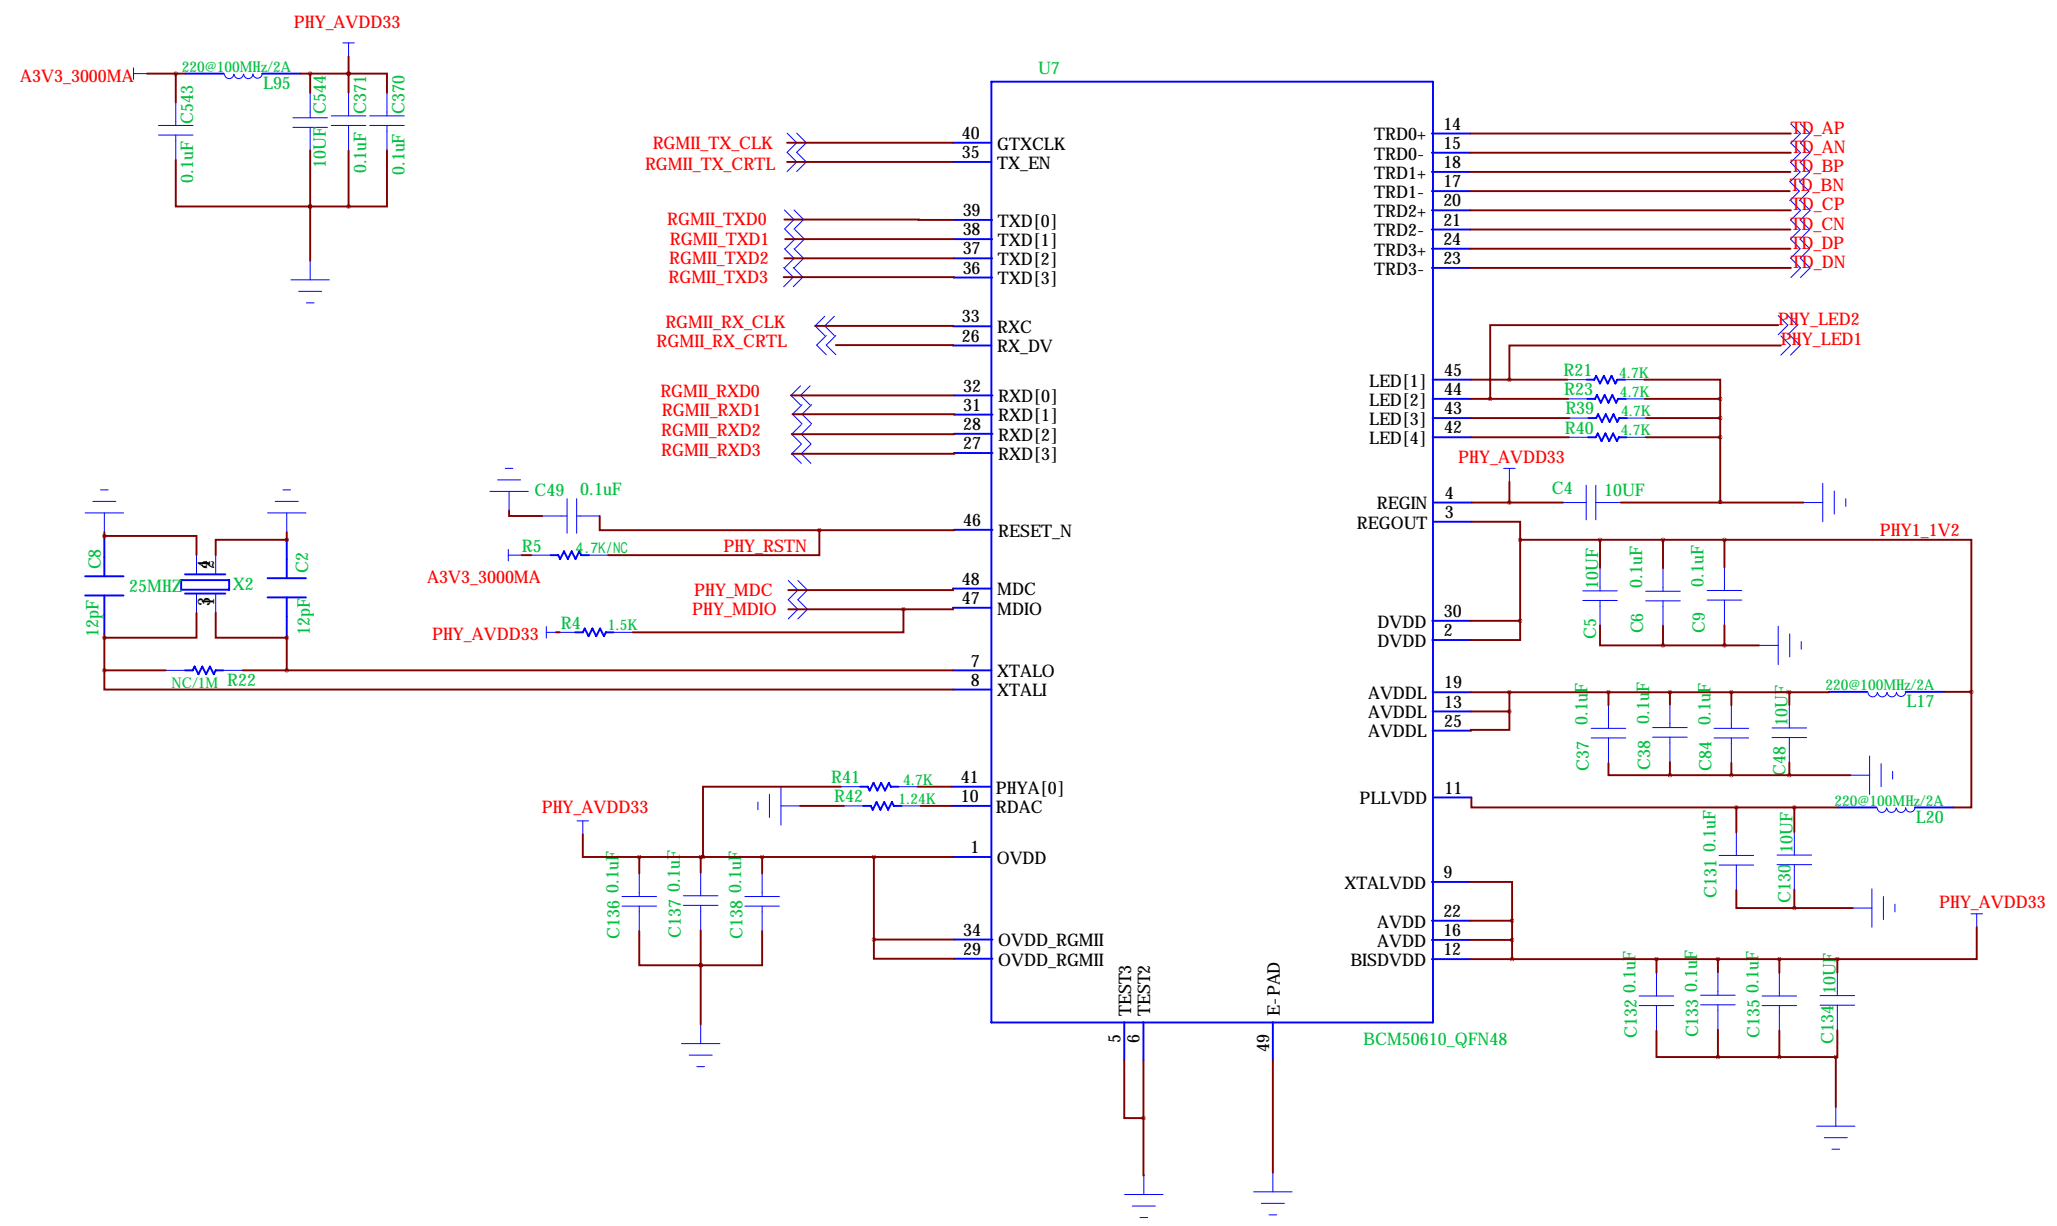 PHY_AVDD33
A3V3_3000MA
220@100MHz/2A
L95
C543
0.1uF
C544
10UF
C371
0.1uF
C370
0.1uF
U7
RGMII_TX_CLK
40
GTXCLK
RGMII_TX_CRTL
35
TX_EN
RGMII_TXD0
39
TXD[0]
RGMII_TXD1
38
TXD[1]
RGMII_TXD2
37
TXD[2]
RGMII_TXD3
36
TXD[3]
RGMII_RX_CLK
33
RXC
RGMII_RX_CRTL
26
RX_DV
RGMII_RXD0
32
RXD[0]
RGMII_RXD1
31
RXD[1]
RGMII_RXD2
28
RXD[2]
RGMII_RXD3
27
RXD[3]
C49
0.1uF
46
RESET_N
R5
4.7K/NC
PHY_RSTN
A3V3_3000MA
PHY_MDC
48
MDC
PHY_MDIO
47
MDIO
PHY_AVDD33
R4
1.5K
C8
12pF
25MHZ
4
2
3
1
X2
C2
12pF
NC/1M
R22
7
XTALO
8
XTALI
R41
4.7K
41
PHYA[0]
R42
1.24K
10
RDAC
PHY_AVDD33
1
OVDD
C136 0.1uF
C137 0.1uF
C138 0.1uF
34
OVDD_RGMII
29
OVDD_RGMII
TEST3
TEST2
E-PAD
5
6
49
BCM50610_QFN48
TRD0+
14
TD_AP
TRD0-
15
TD_AN
TRD1+
18
TD_BP
TRD1-
17
TD_BN
TRD2+
20
TD_CP
TRD2-
21
TD_CN
TRD3+
24
TD_DP
TRD3-
23
TD_DN
PHY_LED2
PHY_LED1
LED[1]
45
R21
4.7K
LED[2]
44
R23
4.7K
LED[3]
43
R39
4.7K
LED[4]
42
R40
4.7K
PHY_AVDD33
REGIN
4
C4
10UF
REGOUT
3
PHY1_1V2
C5
10UF
C6
0.1uF
C9
0.1uF
DVDD
30
DVDD
2
AVDDL
19
AVDDL
13
AVDDL
25
C37
0.1uF
C38
0.1uF
C84
0.1uF
C48
10UF
220@100MHz/2A
L17
PLLVDD
11
220@100MHz/2A
L20
C131 0.1uF
C130 10UF
XTALVDD
9
AVDD
22
AVDD
16
BISDVDD
12
PHY_AVDD33
C132 0.1uF
C133 0.1uF
C135 0.1uF
C134 10UF